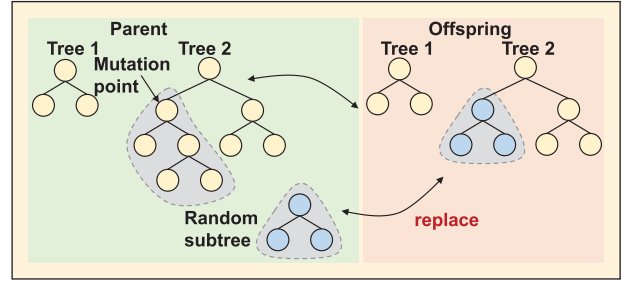 Parent
Tree 1
Tree 2
Mutation
point
Random
subtree
Offspring
Tree 1
Tree 2
replace